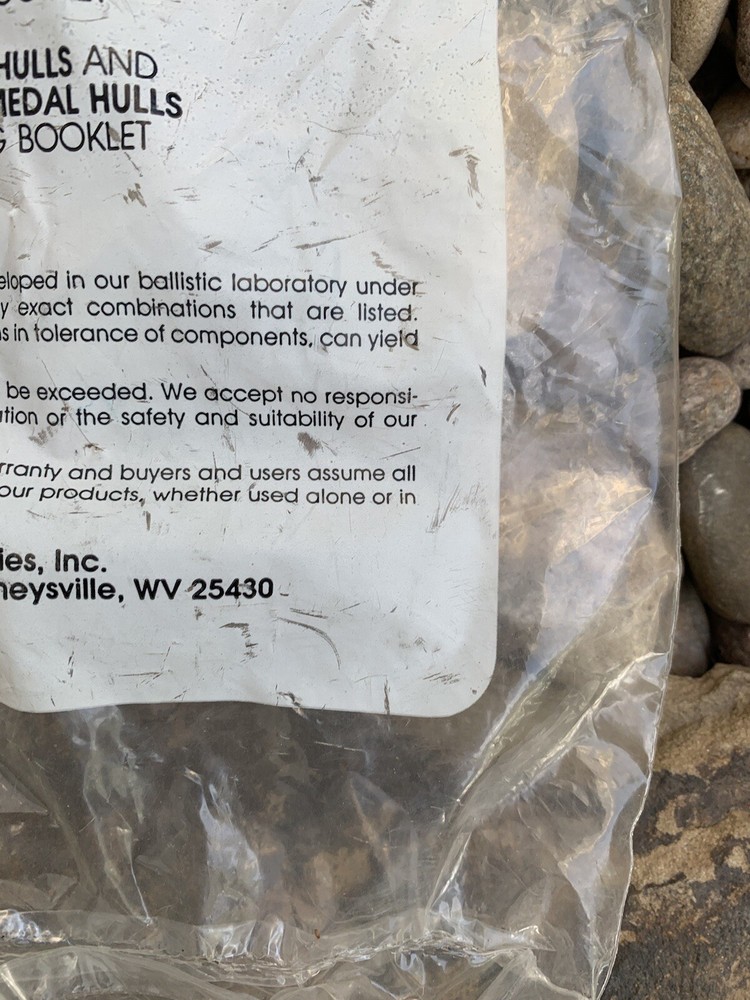 HULLS AND
MEDAL HULLS
G BOOKLET
eloped in our ballistic laboratory under
y exact combinations that are listed.
s in tolerance of components, can yield
be exceeded. We accept no responsi-
ation or the safety and suitability of our
rranty and buyers and users assume all
our products, whether used alone or in
ies, Inc.
neysville, WV 25430